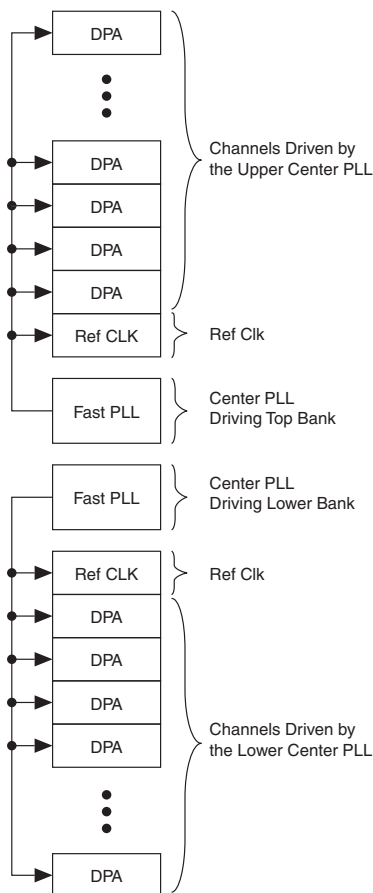 DPA
DPA
Channels Driven by
the Upper Center PLL
DPA
DPA
DPA
Ref CLK
Ref Clk
Fast PLL
Center PLL
Driving Top Bank
Fast PLL
Center PLL
Driving Lower Bank
Ref CLK
Ref Clk
DPA
DPA
DPA
DPA
Channels Driven by
the Lower Center PLL
DPA